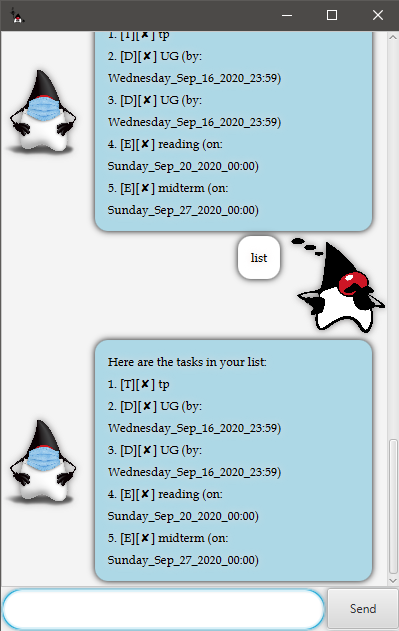 1. [T][✘] tp
2. [D][✘] UG (by:
Wednesday_Sep_16_2020_23:59)
3. [D][✘] UG (by:
Wednesday_Sep_16_2020_23:59)
4. [E][✘] reading (on:
Sunday_Sep_20_2020_00:00)
5. [E][✘] midterm (on:
Sunday_Sep_27_2020_00:00)
list
Here are the tasks in your list:
1. [T][✘] tp
2. [D][✘] UG (by:
Wednesday_Sep_16_2020_23:59)
3. [D][✘] UG (by:
Wednesday_Sep_16_2020_23:59)
4. [E][✘] reading (on:
Sunday_Sep_20_2020_00:00)
5. [E][✘] midterm (on:
Sunday_Sep_27_2020_00:00)
Send